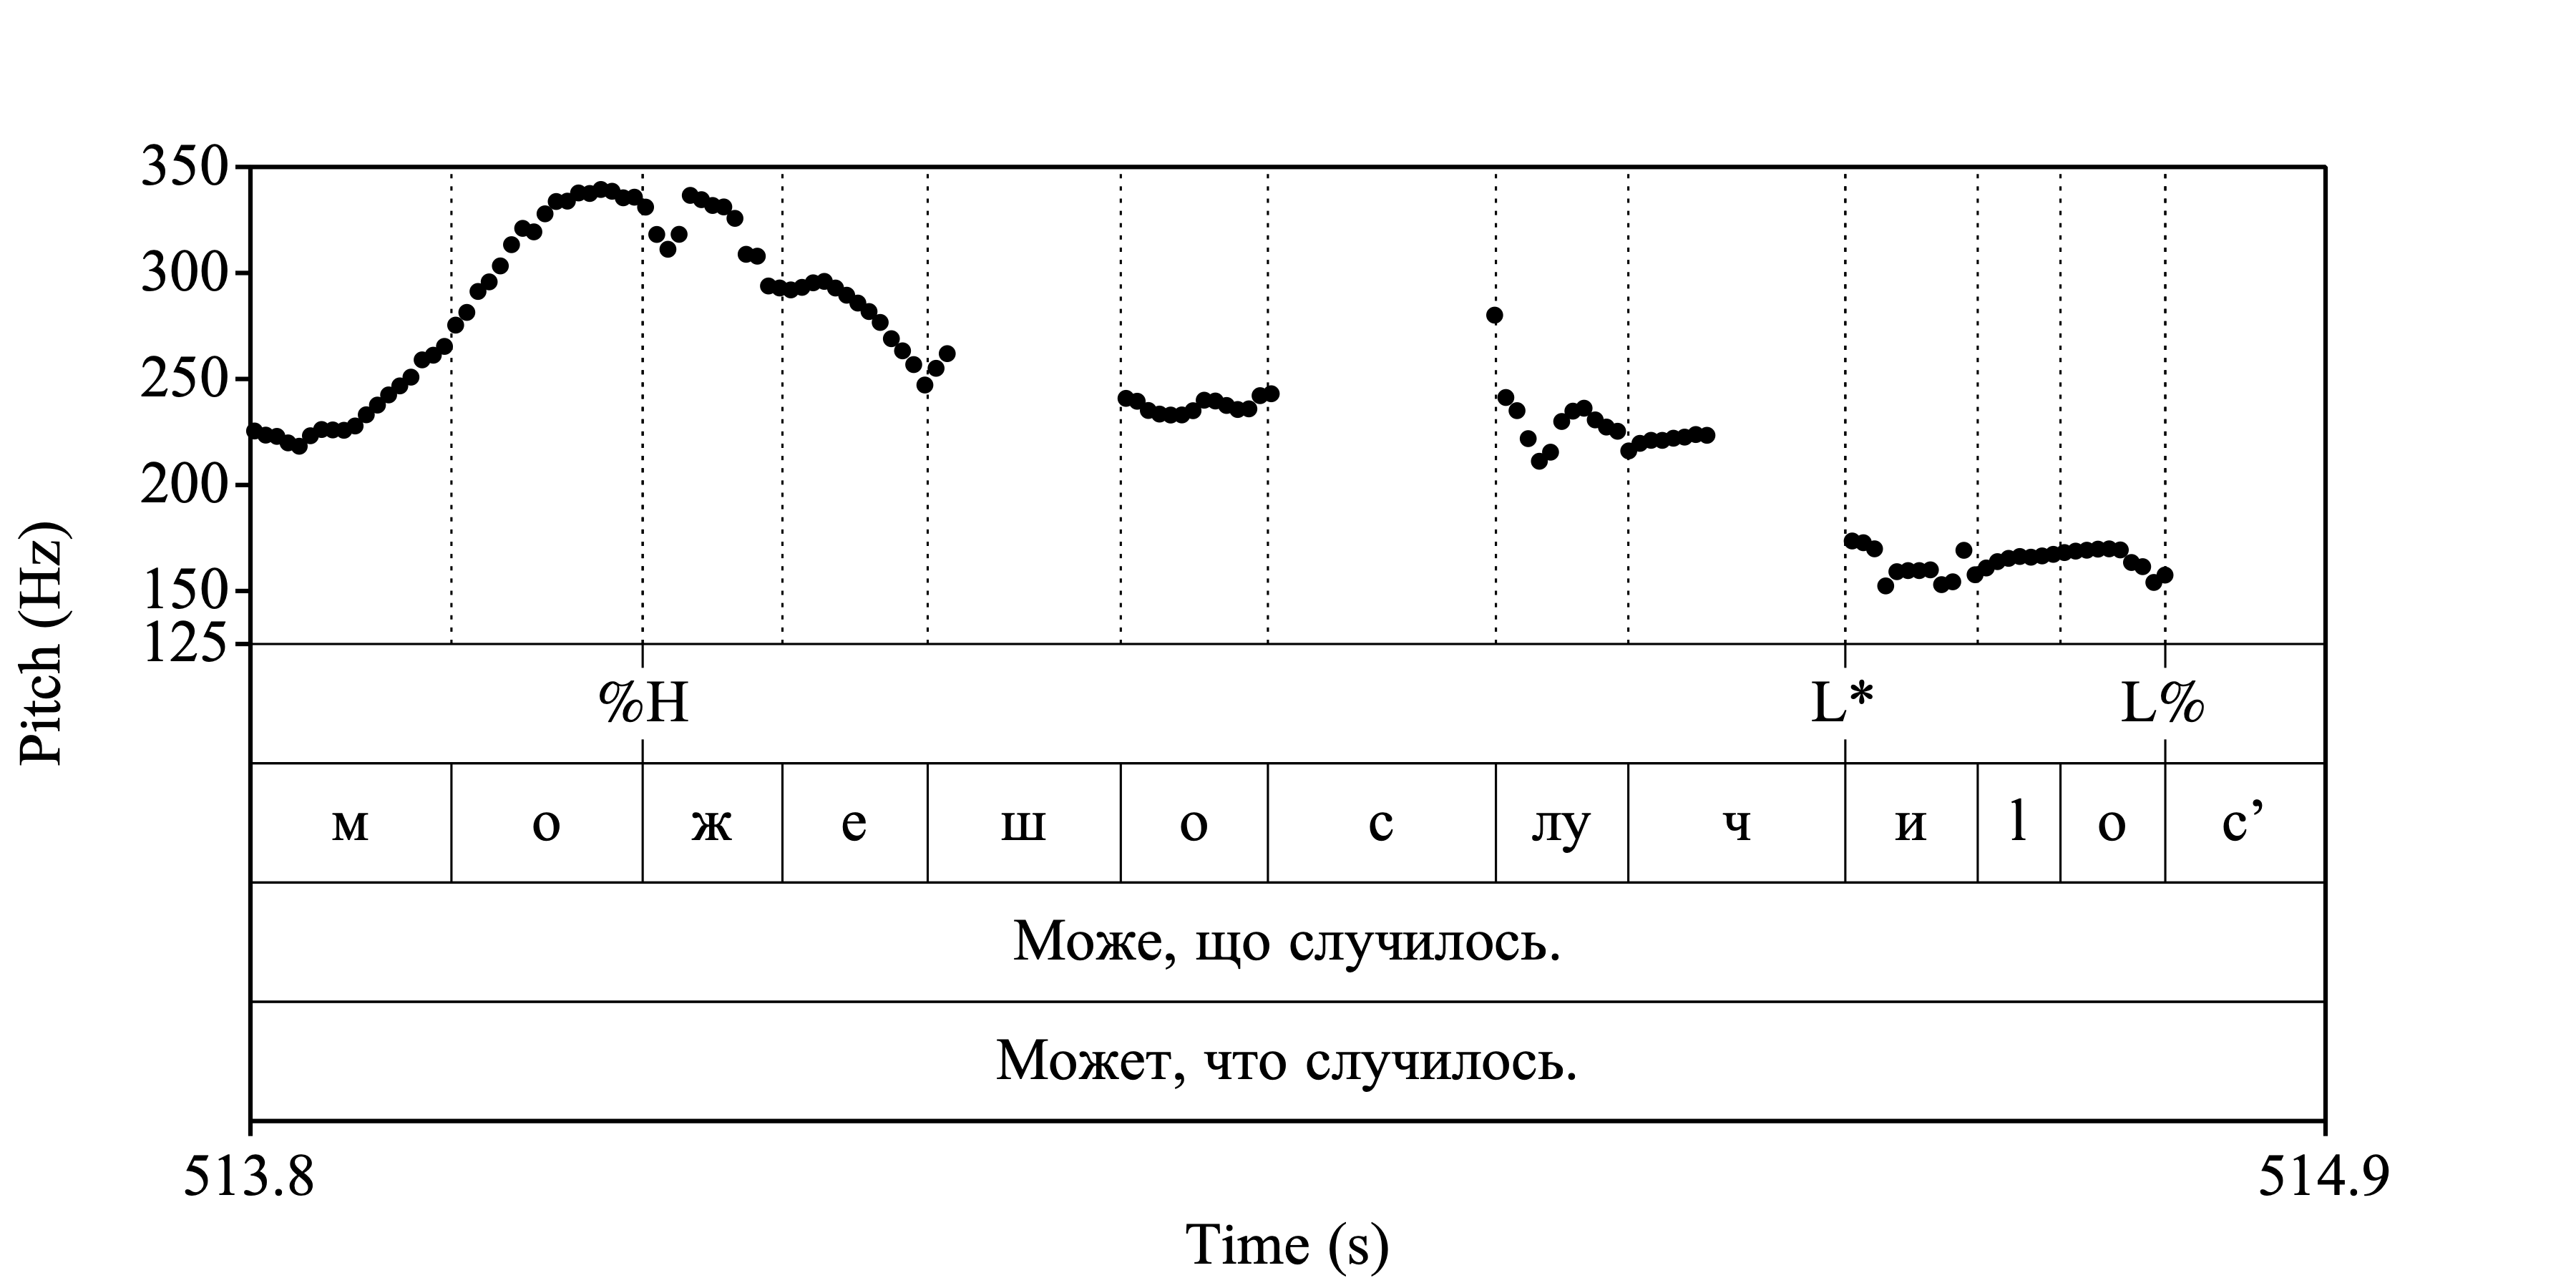 350
300
250
200
150
125
Pitch (Hz)
%H L* L%
м о ж е ш о с лу ч и l о с’
Може, що случилось.
Может, что случилось.
513.8 514.9
Time (s)